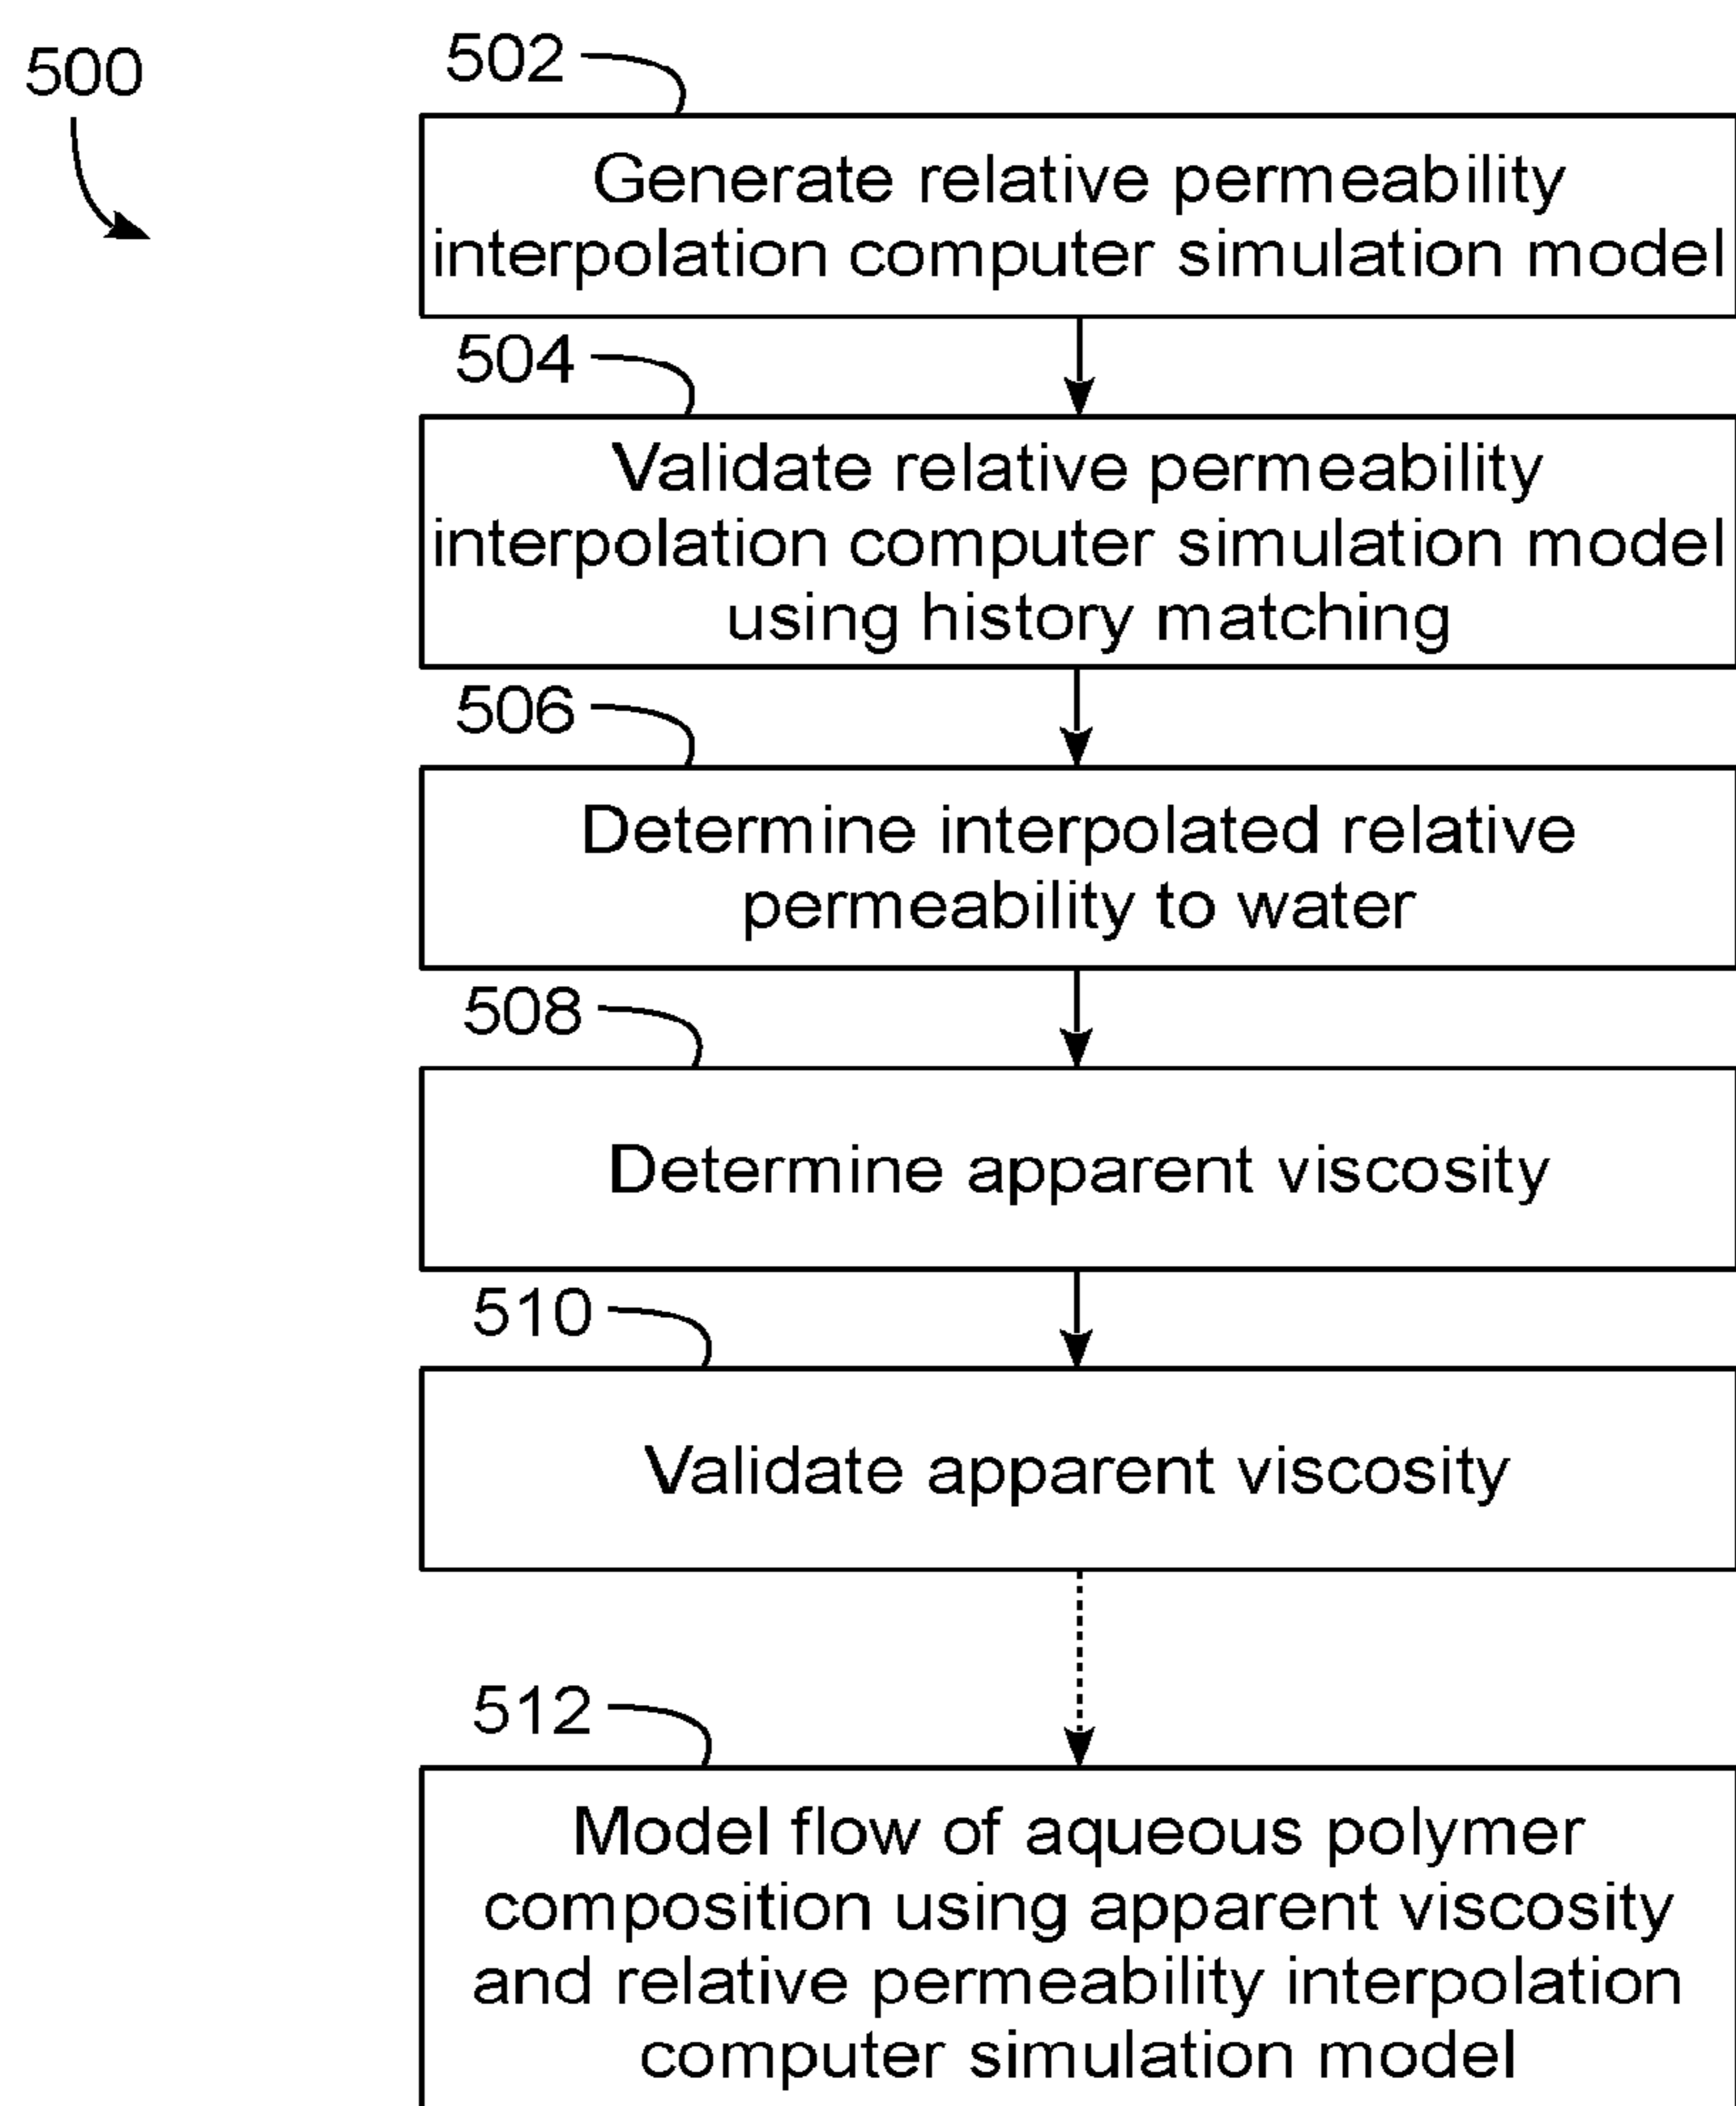 500
502
Generate relative permeability
interpolation computer simulation model
504
Validate relative permeability
interpolation computer simulation model
using history matching
506
Determine interpolated relative
permeability to water
508
Determine apparent viscosity
510
Validate apparent viscosity
512
Model flow of aqueous polymer
composition using apparent viscosity
and relative permeability interpolation
computer simulation model